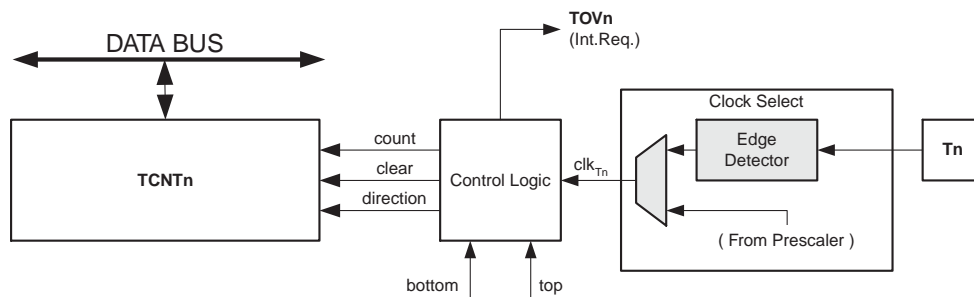 TOVn
(Int.Req.)
DATA BUS
Clock Select
count
Edge
Detector
Tn
TCNTn
clear
Control Logic
clkTn
direction
( From Prescaler )
bottom
top